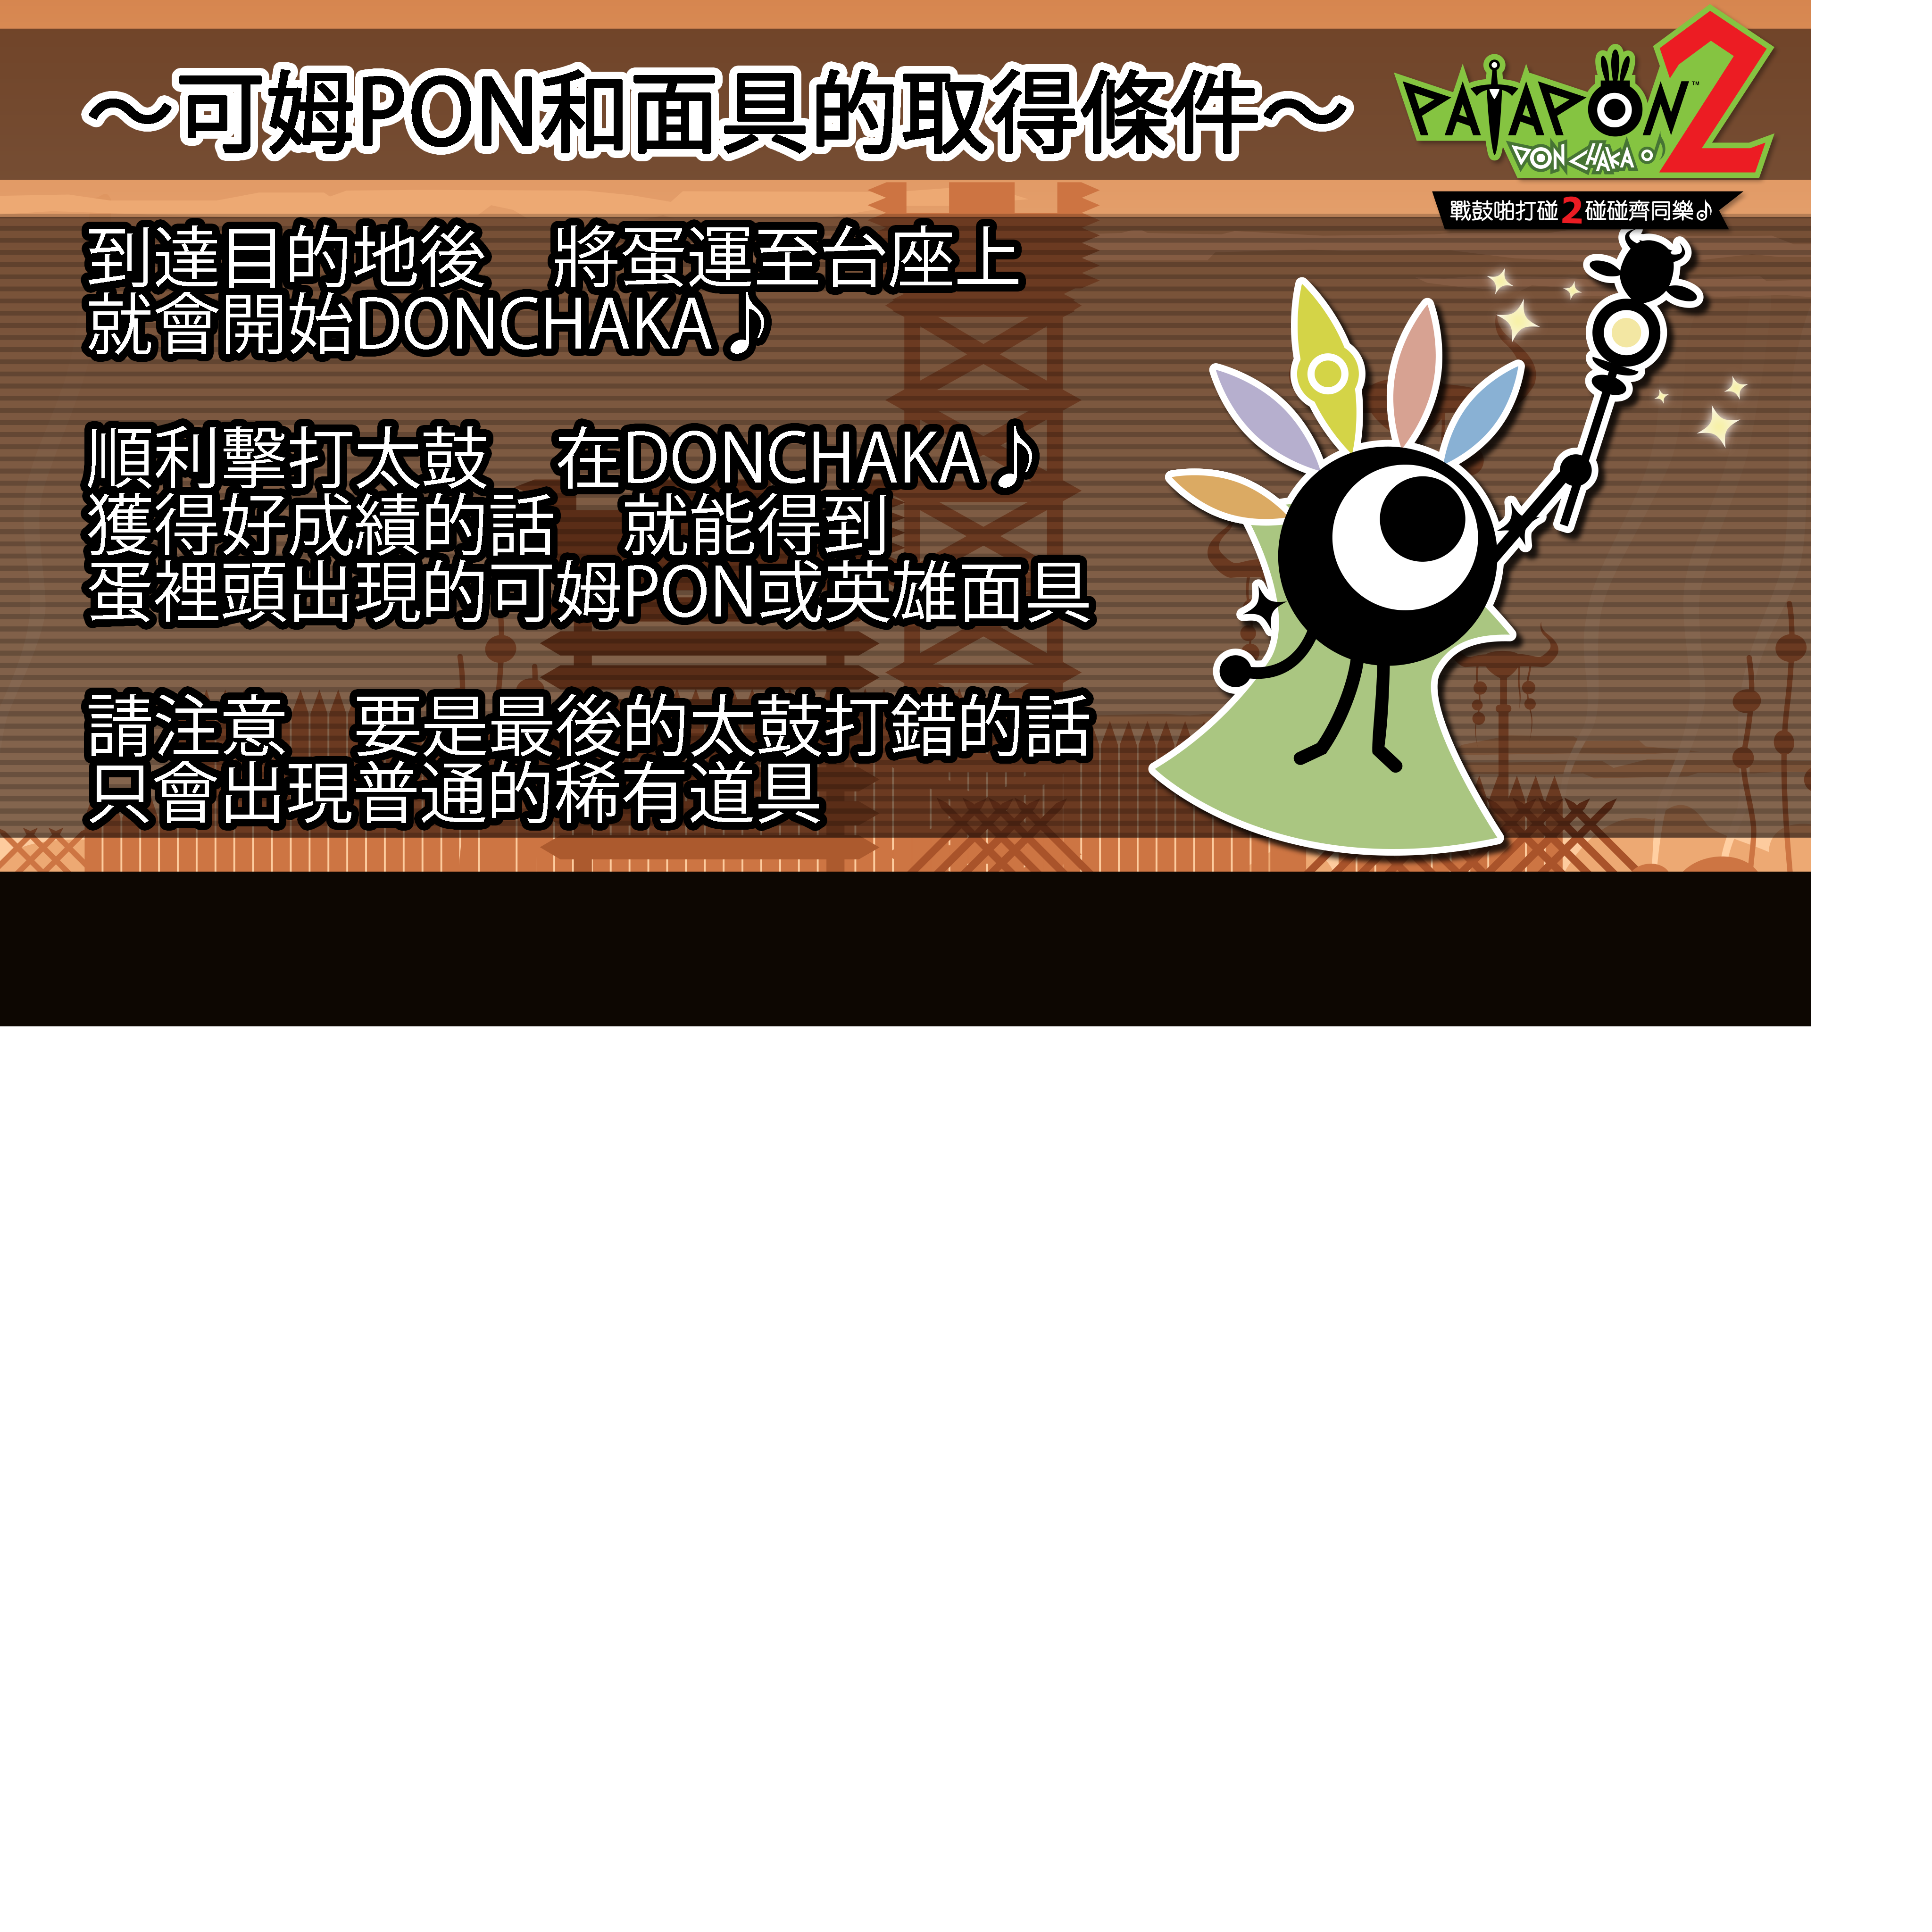 ～可姆PON和面具的取得條件～
PATAPON2™
DON CHAKA♪
戰鼓啪打碰2碰碰齊同樂♪
到達目的地後　將蛋運至台座上
就會開始DONCHAKA♪
順利擊打太鼓　在DONCHAKA♪
獲得好成績的話　就能得到
蛋裡頭出現的可姆PON或英雄面具
請注意　要是最後的太鼓打錯的話
只會出現普通的稀有道具